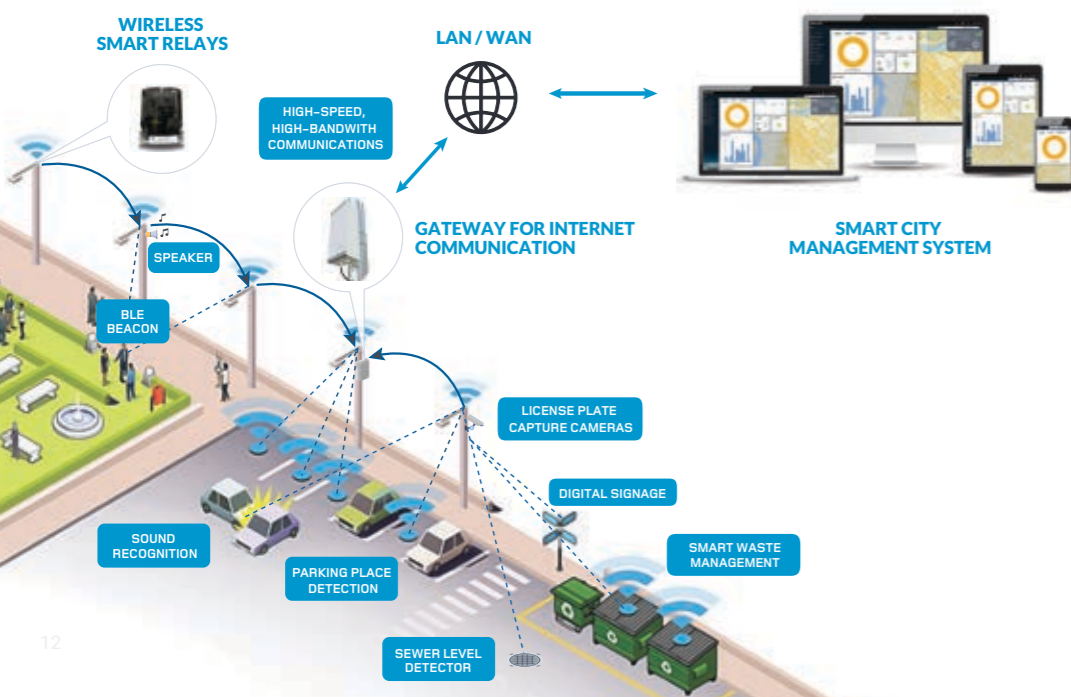 WIRELESS
SMART RELAYS
LAN / WAN
HIGH-SPEED,
HIGH-BANDWITH
COMMUNICATIONS
GATEWAY FOR INTERNET
COMMUNICATION
SMART CITY
MANAGEMENT SYSTEM
SPEAKER
BLE
BEACON
LICENSE PLATE
CAPTURE CAMERAS
DIGITAL SIGNAGE
SOUND
RECOGNITION
PARKING PLACE
DETECTION
SMART WASTE
MANAGEMENT
SEWER LEVEL
DETECTOR
12